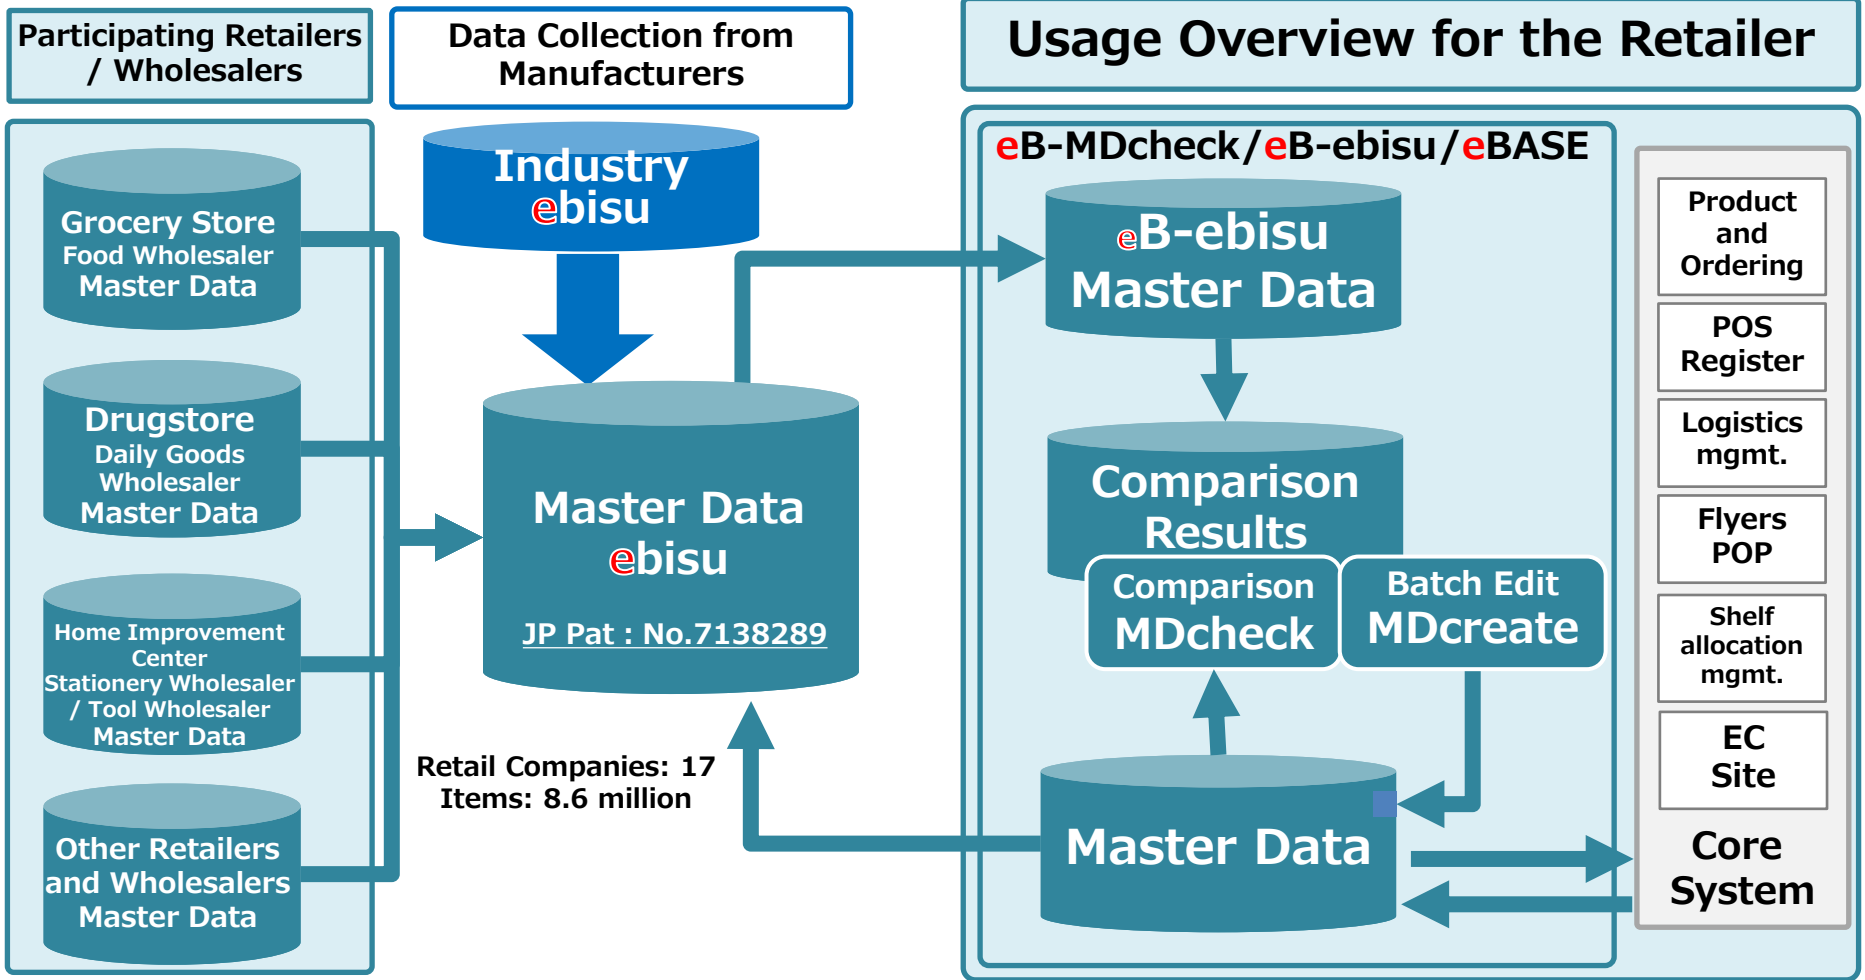 Participating Retailers
/ Wholesalers
Data Collection from
Manufacturers
Usage Overview for the Retailer
Grocery Store
Food Wholesaler
Master Data
Drugstore
Daily Goods
Wholesaler
Master Data
Home Improvement
Center
Stationery Wholesaler
/ Tool Wholesaler
Master Data
Other Retailers
and Wholesalers
Master Data
Industry
ebisu
Master Data
ebisu
JP Pat : No.7138289
Retail Companies: 17
Items: 8.6 million
eB-MDcheck/eB-ebisu/eBASE
eB-ebisu
Master Data
Comparison
Results
Comparison
MDcheck
Batch Edit
MDcreate
Master Data
Product
and
Ordering
POS
Register
Logistics
mgmt.
Flyers
POP
Shelf
allocation
mgmt.
EC
Site
Core
System